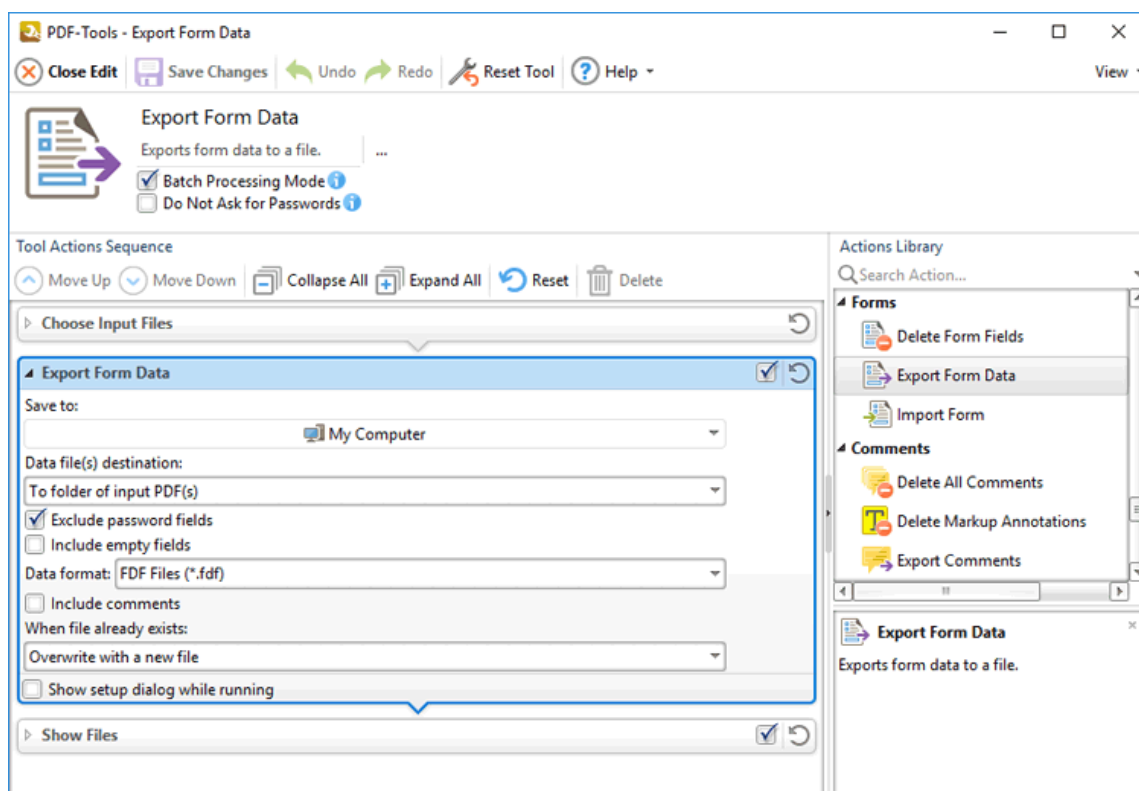 PDF-Tools - Export Form Data
Close Edit Save Changes Undo Redo Reset Tool ? Help View
Export Form Data
Exports form data to a file. ...
Batch Processing Mode i
Do Not Ask for Passwords i
Tool Actions Sequence
Move Up Move Down Collapse All Expand All Reset Delete
Choose Input Files
Export Form Data
Save to:
My Computer
Data file(s) destination:
To folder of input PDF(s)
Exclude password fields
Include empty fields
Data format: FDF Files (*.fdf)
Include comments
When file already exists:
Overwrite with a new file
Show setup dialog while running
Show Files
Actions Library
Search Action...
Forms
Delete Form Fields
Export Form Data
Import Form
Comments
Delete All Comments
T Delete Markup Annotations
Export Comments
Export Form Data
Exports form data to a file.